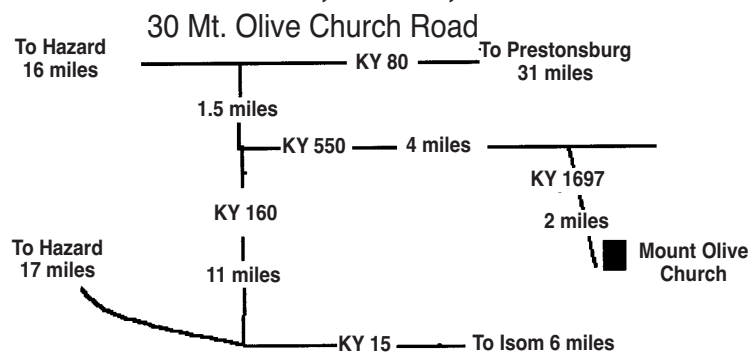 30 Mt. Olive Church Road
To Hazard
16 miles
KY 80
To Prestonsburg
31 miles
1.5 miles
KY 550
4 miles
KY 1697
KY 160
2 miles
To Hazard
17 miles
11 miles
Mount Olive
Church
KY 15
To Isom 6 miles